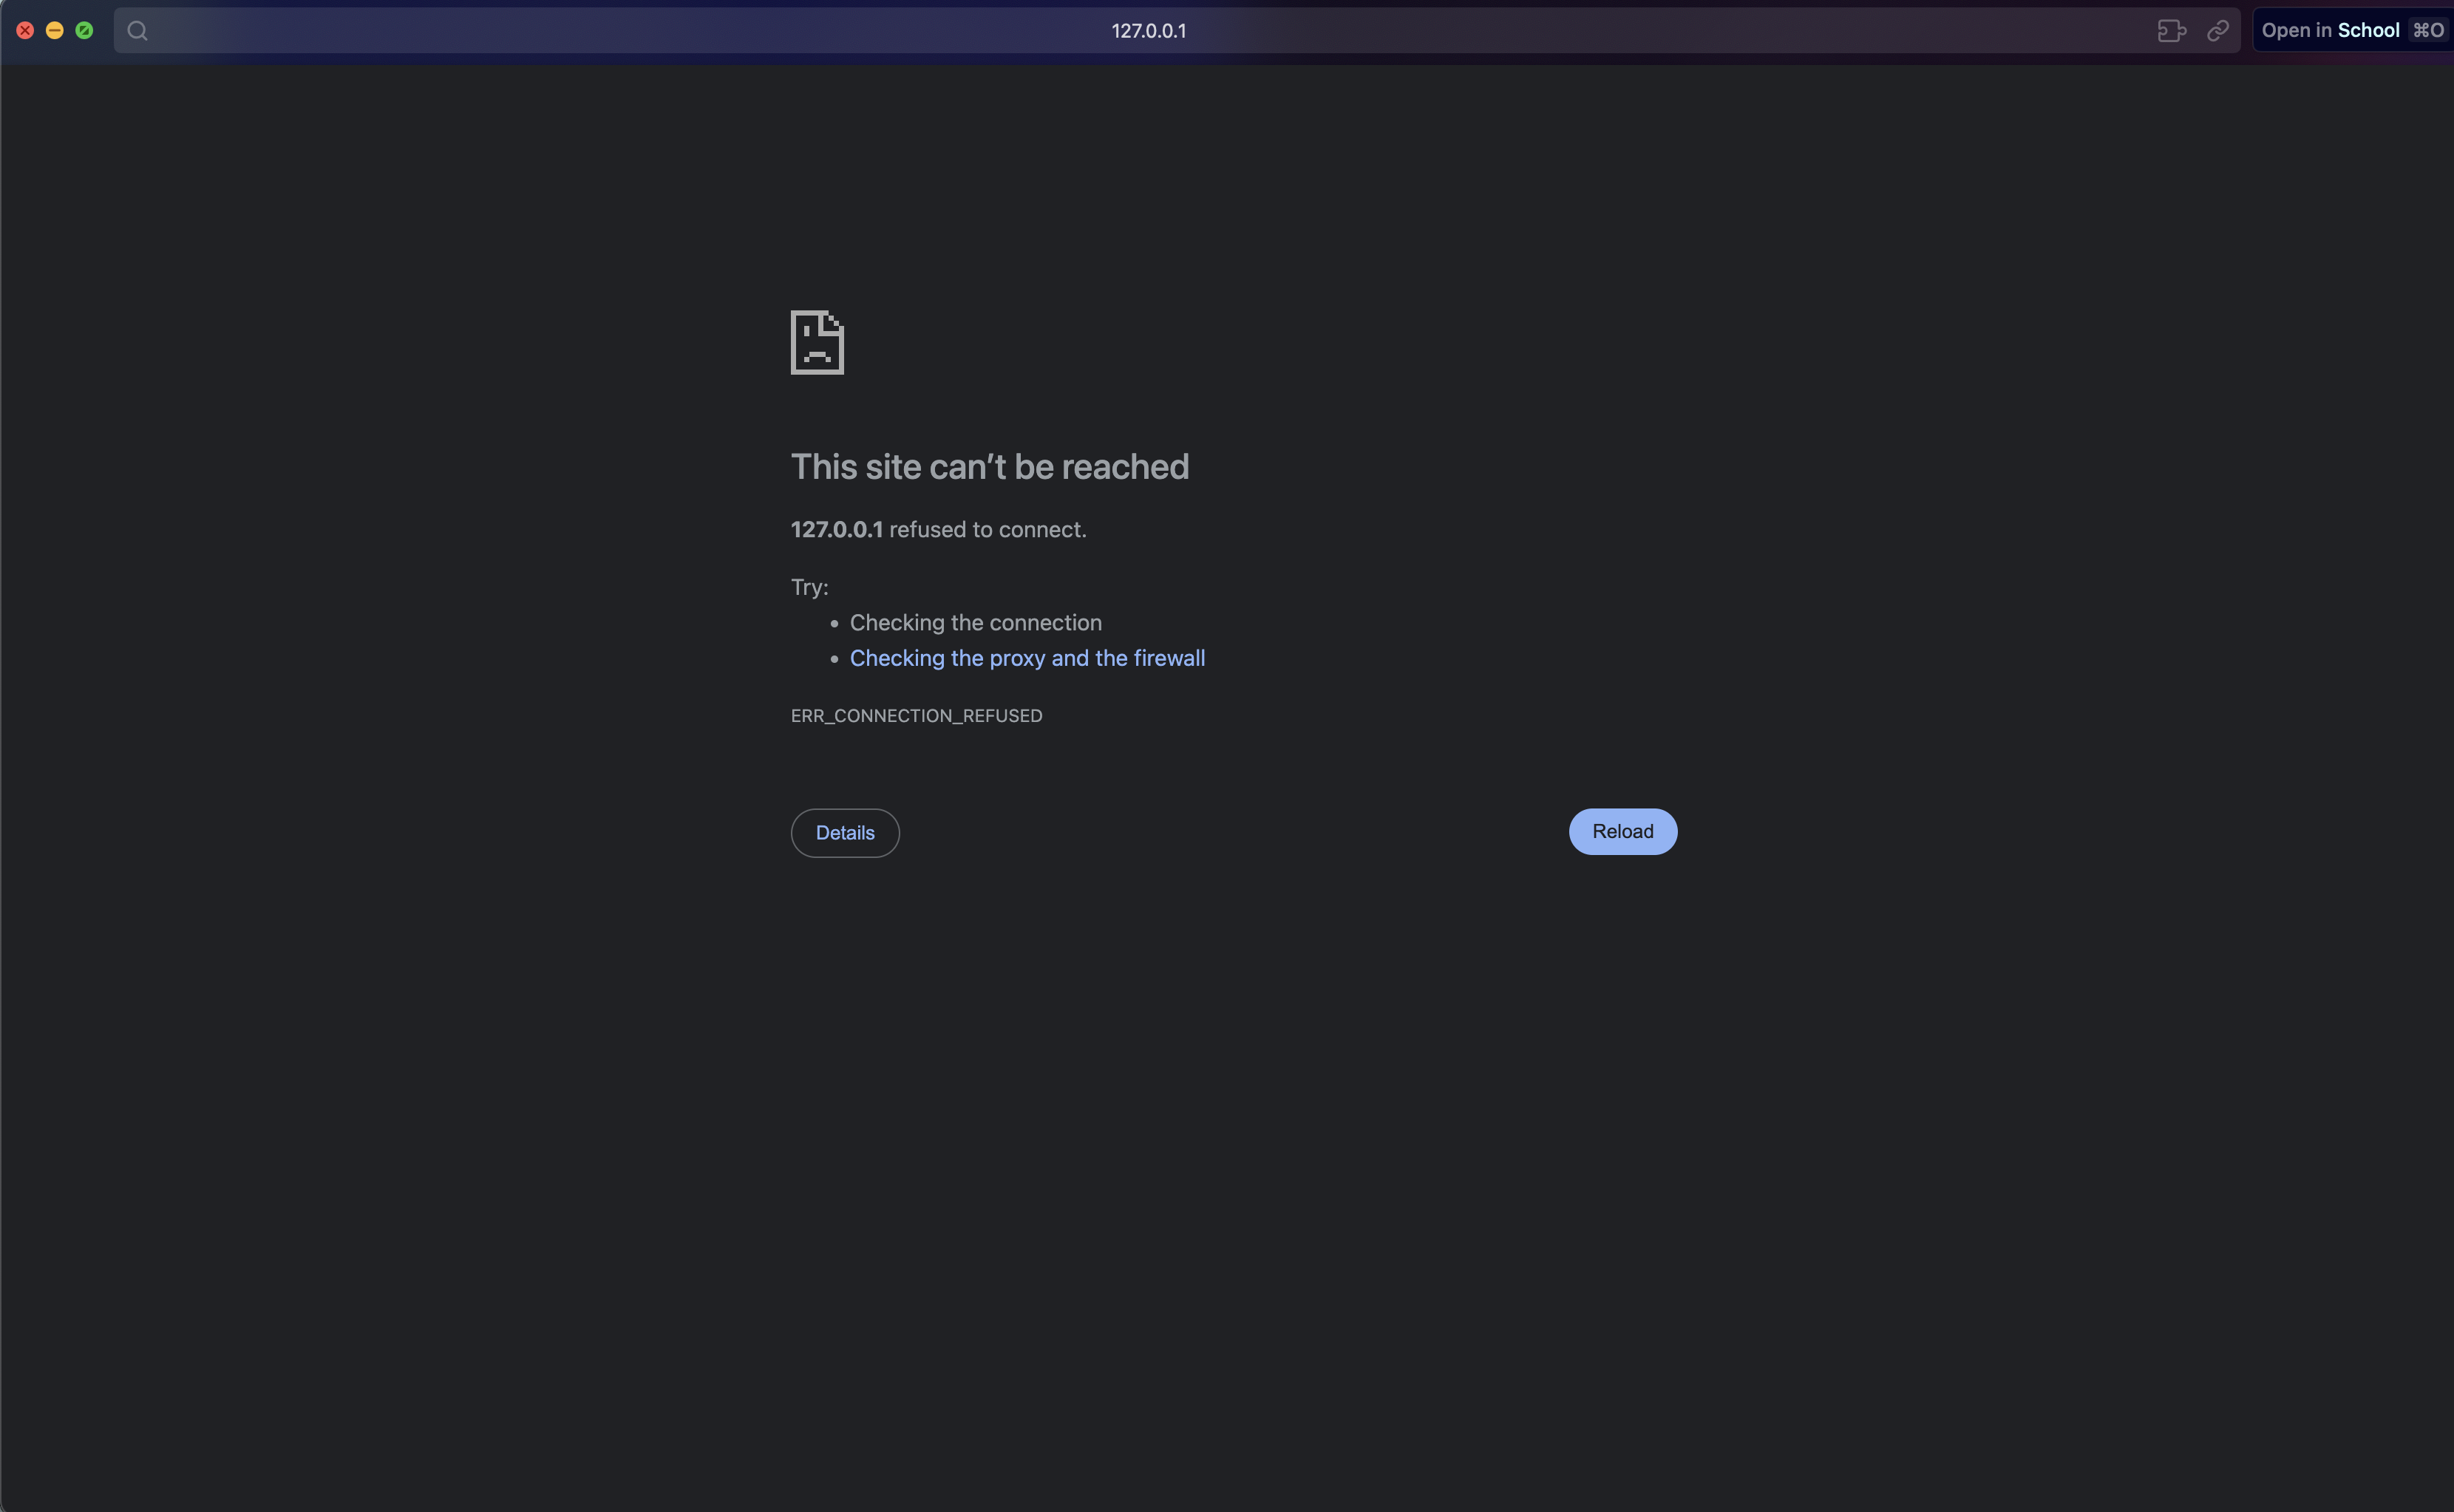 127.0.0.1
Open in School ⌘O
This site can’t be reached
127.0.0.1 refused to connect.
Try:
• Checking the connection
• Checking the proxy and the firewall
ERR_CONNECTION_REFUSED
Details
Reload